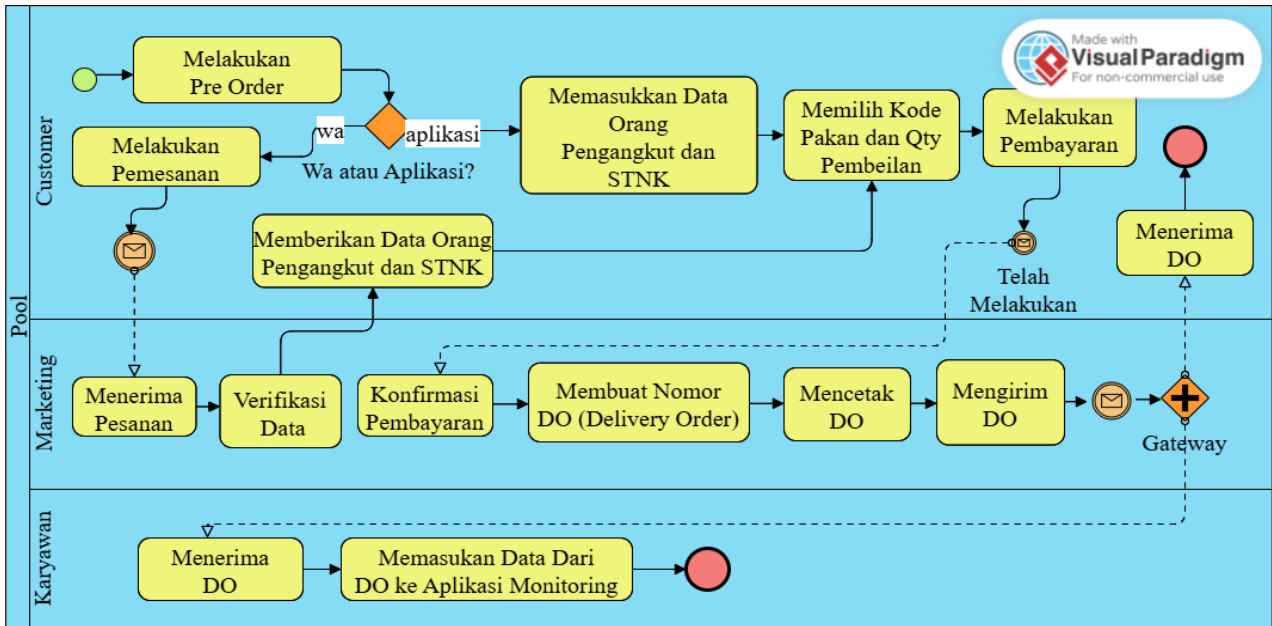 Pool
Customer
Melakukan
Pre Order
wa
aplikasi
Wa atau Aplikasi?
Melakukan
Pemesanan
Memasukkan Data
Orang
Pengangkut dan
STNK
Memilih Kode
Pakan dan Qty
Pembeilan
Melakukan
Pembayaran
Made with
Visual Paradigm
For non-commercial use
Memberikan Data Orang
Pengangkut dan STNK
Telah
Melakukan
Menerima
DO
Marketing
Menerima
Pesanan
Verifikasi
Data
Konfirmasi
Pembayaran
Membuat Nomor
DO (Delivery Order)
Mencetak
DO
Mengirim
DO
Gateway
Karyawan
Menerima
DO
Memasukan Data Dari
DO ke Aplikasi Monitoring